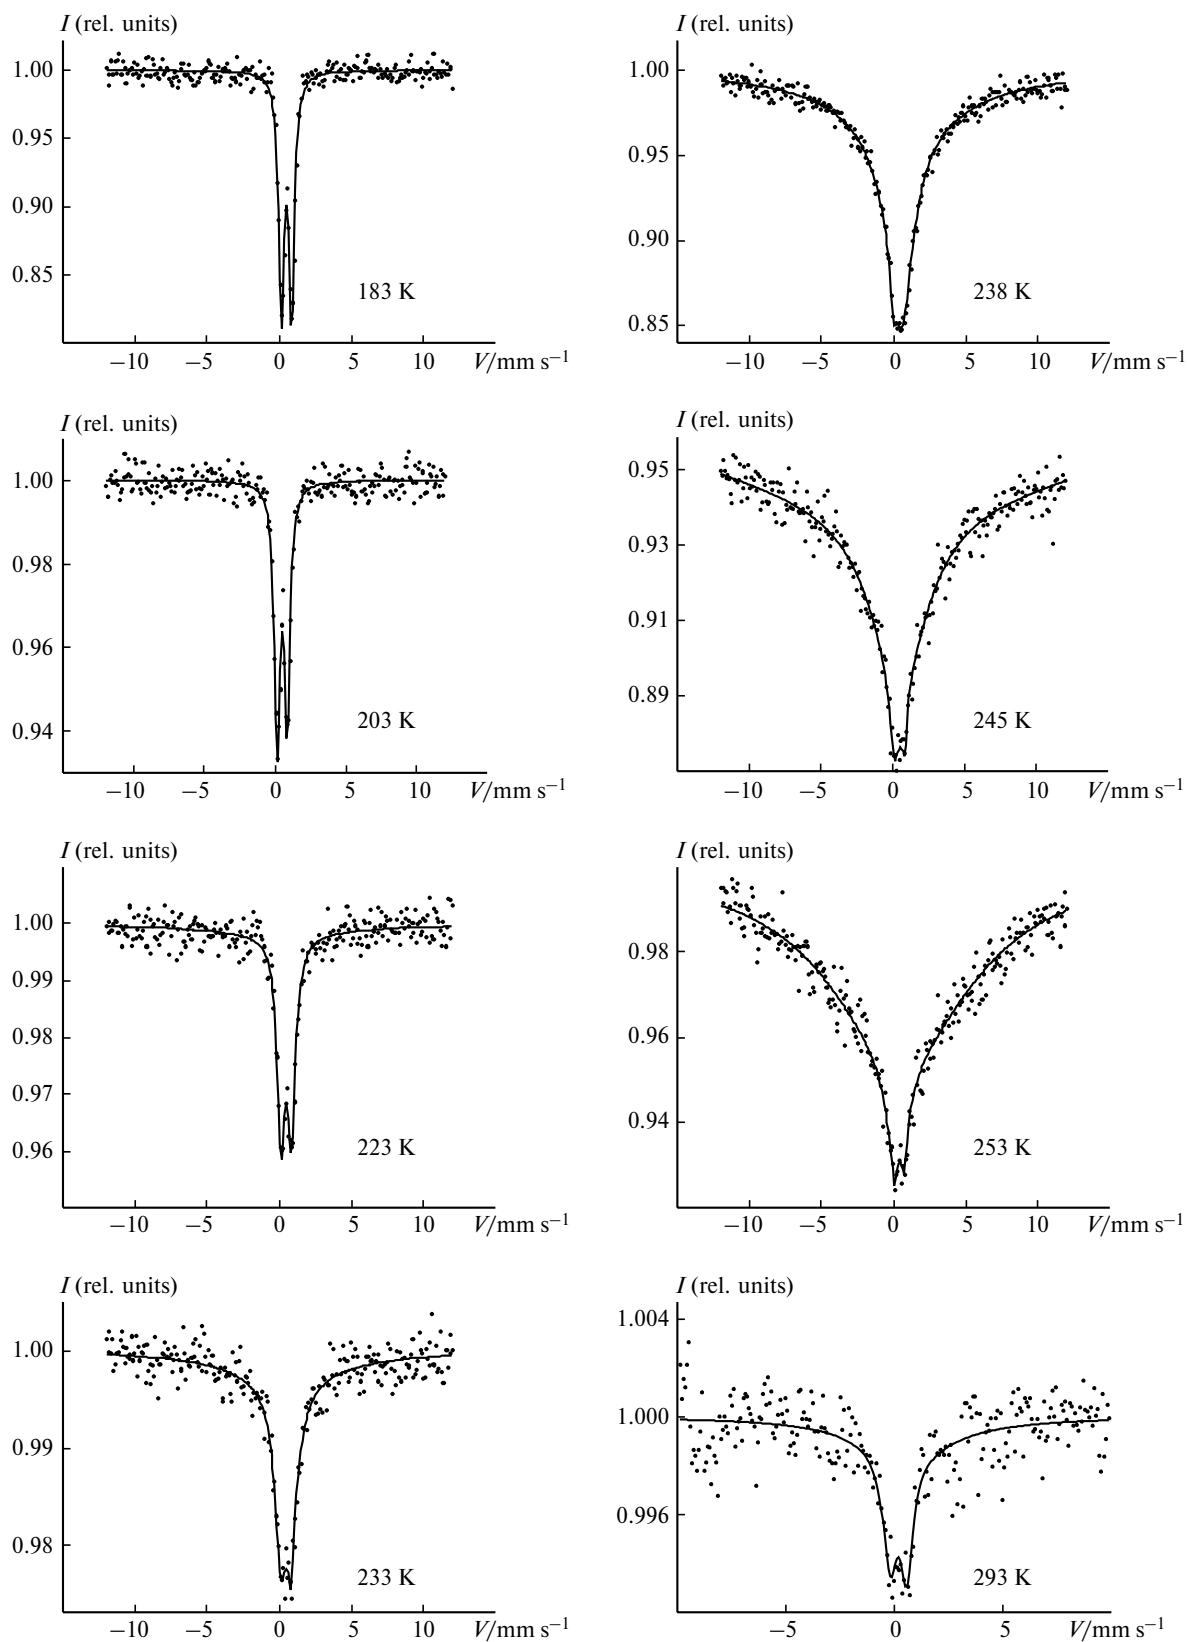 I (rel. units)
1.00
0.95
0.90
0.85
183 K
−10 −5 0 5 10 V/mm s−1
I (rel. units)
1.00
0.95
0.90
0.85
238 K
−10 −5 0 5 10 V/mm s−1
I (rel. units)
1.00
0.98
0.96
0.94
203 K
−10 −5 0 5 10 V/mm s−1
I (rel. units)
0.95
0.93
0.91
0.89
245 K
−10 −5 0 5 10 V/mm s−1
I (rel. units)
1.00
0.99
0.98
0.97
0.96
223 K
−10 −5 0 5 10 V/mm s−1
I (rel. units)
0.98
0.96
0.94
253 K
−10 −5 0 5 10 V/mm s−1
I (rel. units)
1.00
0.99
0.98
233 K
−10 −5 0 5 10 V/mm s−1
I (rel. units)
1.004
1.000
0.996
293 K
−5 0 5 V/mm s−1